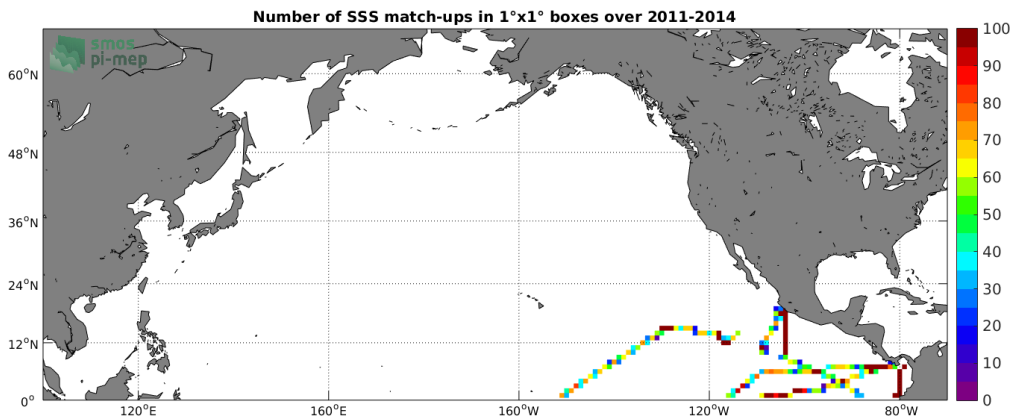 Number of SSS match-ups in 1°x1° boxes over 2011-2014
smos
pi-mep
60°N
48°N
36°N
24°N
12°N
0°
120°E
160°E
160°W
120°W
80°W
100
90
80
70
60
50
40
30
20
10
0